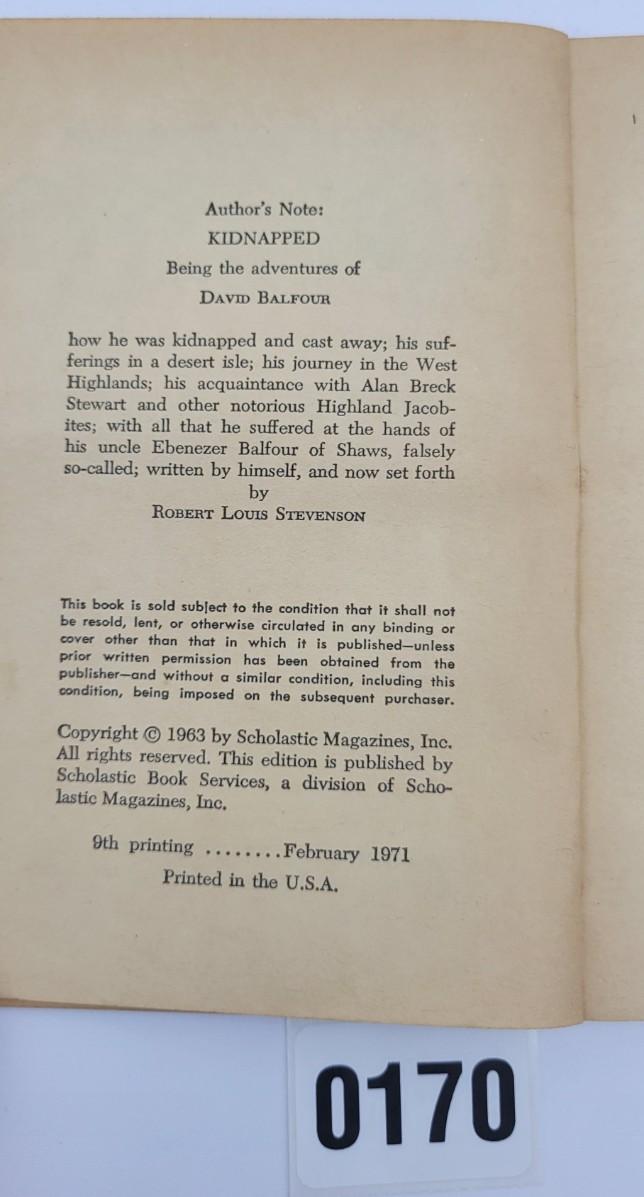 Author's Note:
KIDNAPPED
Being the adventures of
DAVID BALFOUR
how he was kidnapped and cast away; his suf-
ferings in a desert isle; his journey in the West
Highlands; his acquaintance with Alan Breck
Stewart and other notorious Highland Jacob-
ites; with all that he suffered at the hands of
his uncle Ebenezer Balfour of Shaws, falsely
so-called; written by himself, and now set forth
by
ROBERT LOUIS STEVENSON
This book is sold subject to the condition that it shall not
be resold, lent, or otherwise circulated in any binding or
cover other than that in which it is published—unless
prior written permission has been obtained from the
publisher—and without a similar condition, including this
condition, being imposed on the subsequent purchaser.
Copyright © 1963 by Scholastic Magazines, Inc.
All rights reserved. This edition is published by
Scholastic Book Services, a division of Scho-
lastic Magazines, Inc.
9th printing ........February 1971
Printed in the U.S.A.
0170